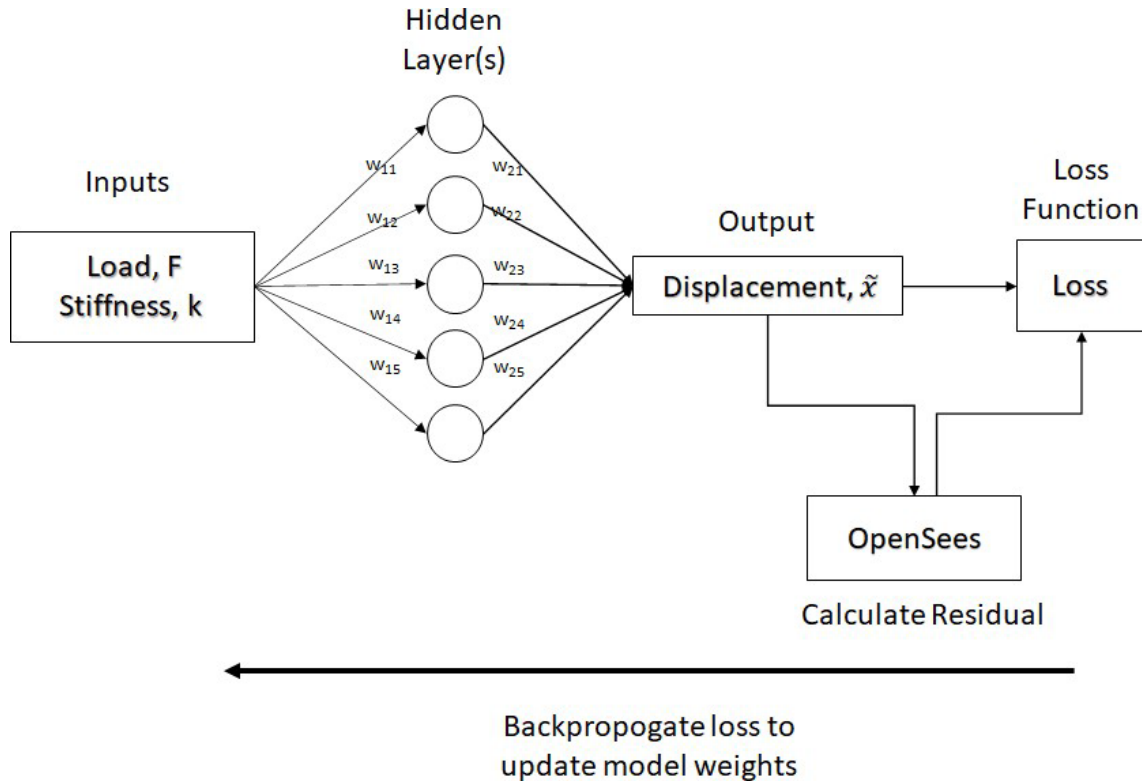 Hidden
Layer(s)
Inputs
Load, F
Stiffness, k
w11
w12
w13
w14
w15
w21
w22
w23
w24
w25
Output
Displacement, x̃
Loss
Function
Loss
OpenSees
Calculate Residual
Backpropogate loss to
update model weights